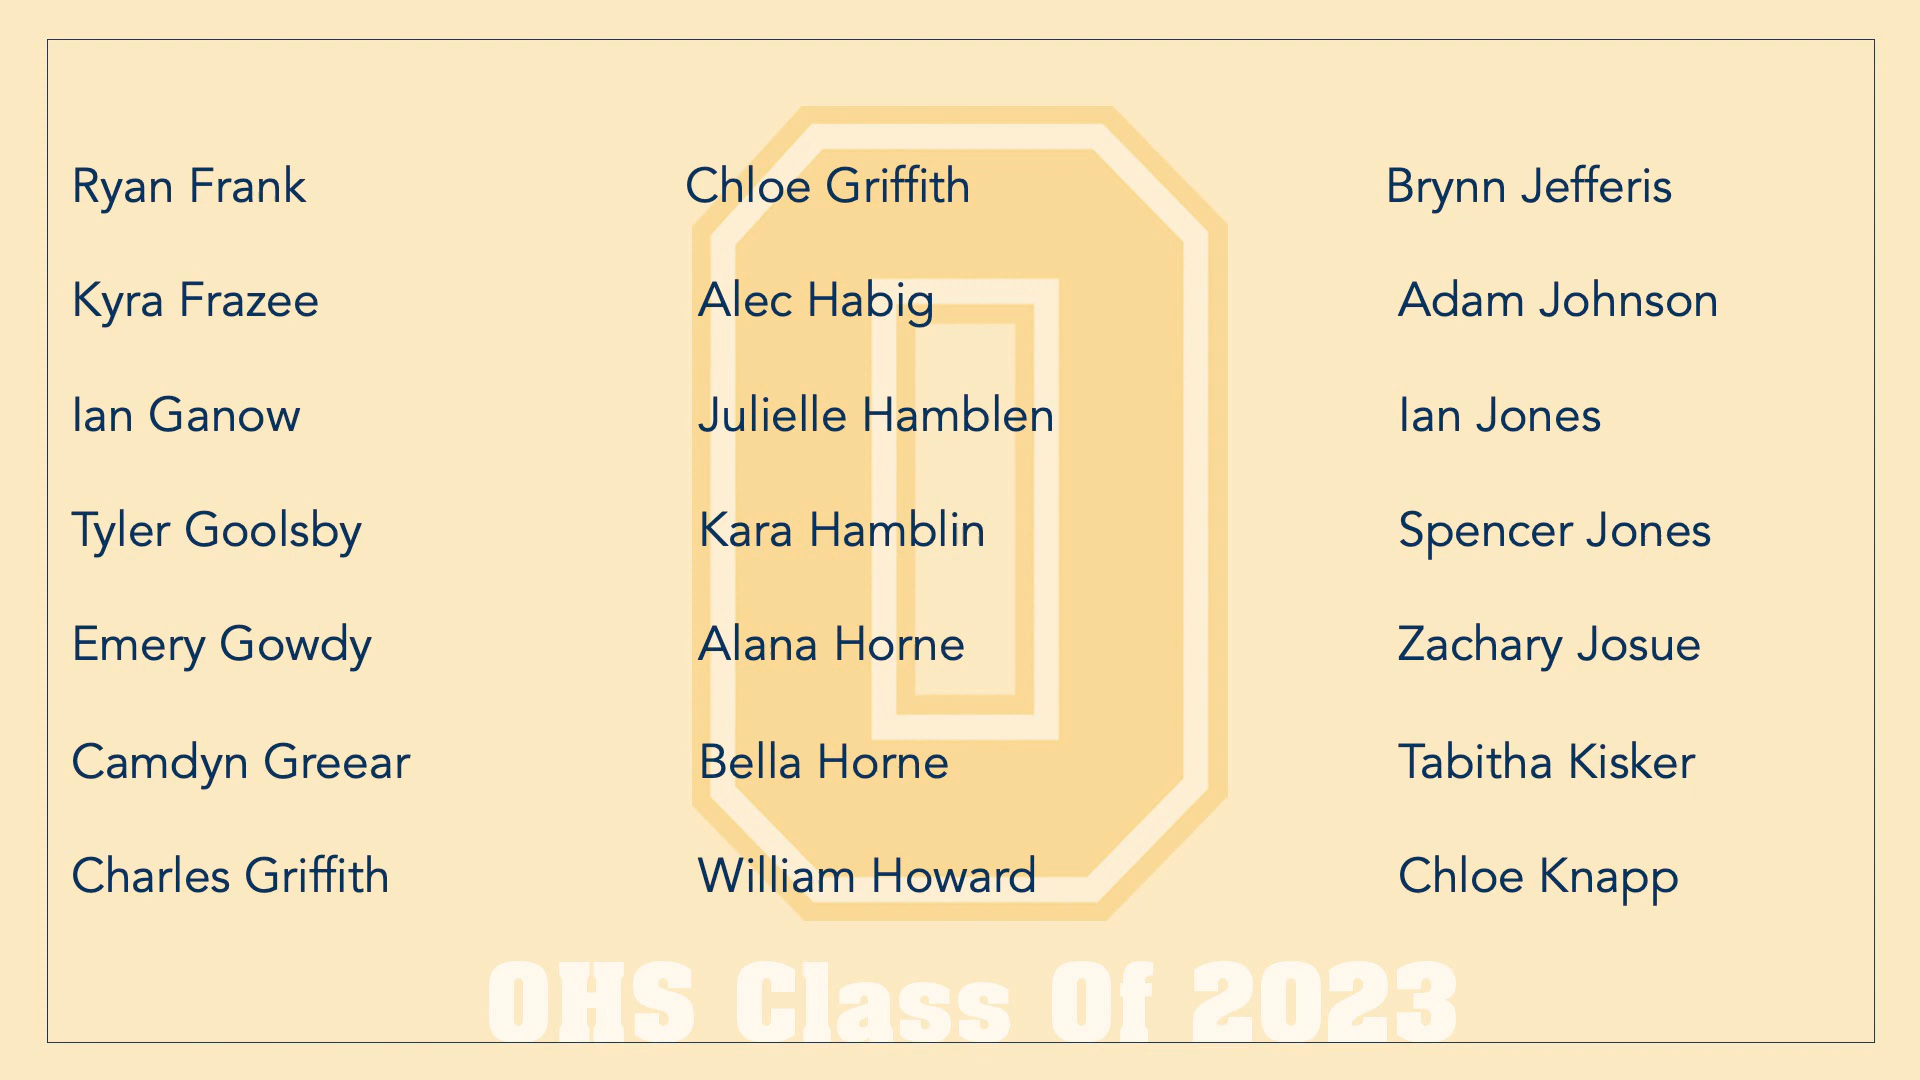 Ryan Frank
Kyra Frazee
Ian Ganow
Tyler Goolsby
Emery Gowdy
Camdyn Greear
Charles Griffith
Chloe Griffith
Alec Habig
Julielle Hamblen
Kara Hamblin
Alana Horne
Bella Horne
William Howard
Brynn Jefferis
Adam Johnson
Ian Jones
Spencer Jones
Zachary Josue
Tabitha Kisker
Chloe Knapp
O
OHS Class Of 2023